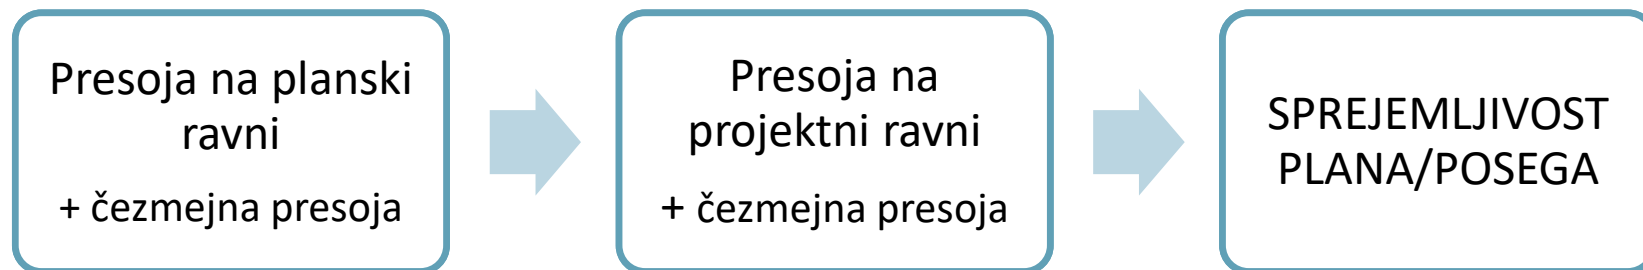 Presoja na planski
ravni
+ čezmejna presoja
Presoja na
projektni ravni
+ čezmejna presoja
SPREJEMLJIVOST
PLANA/POSEGA